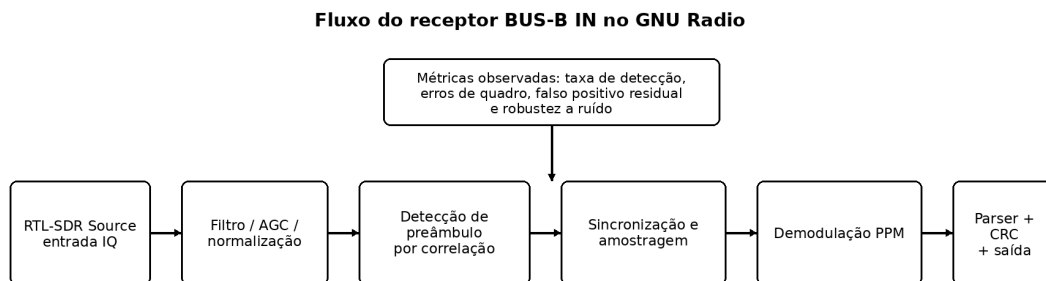 Fluxo do receptor BUS-B IN no GNU Radio
Métricas observadas: taxa de detecção,
erros de quadro, falso positivo residual
e robustez a ruído
RTL-SDR Source
entrada IQ
Filtro / AGC /
normalização
Detecção de
preâmbulo
por correlação
Sincronização e
amostragem
Demodulação PPM
Parser +
CRC
+ saída